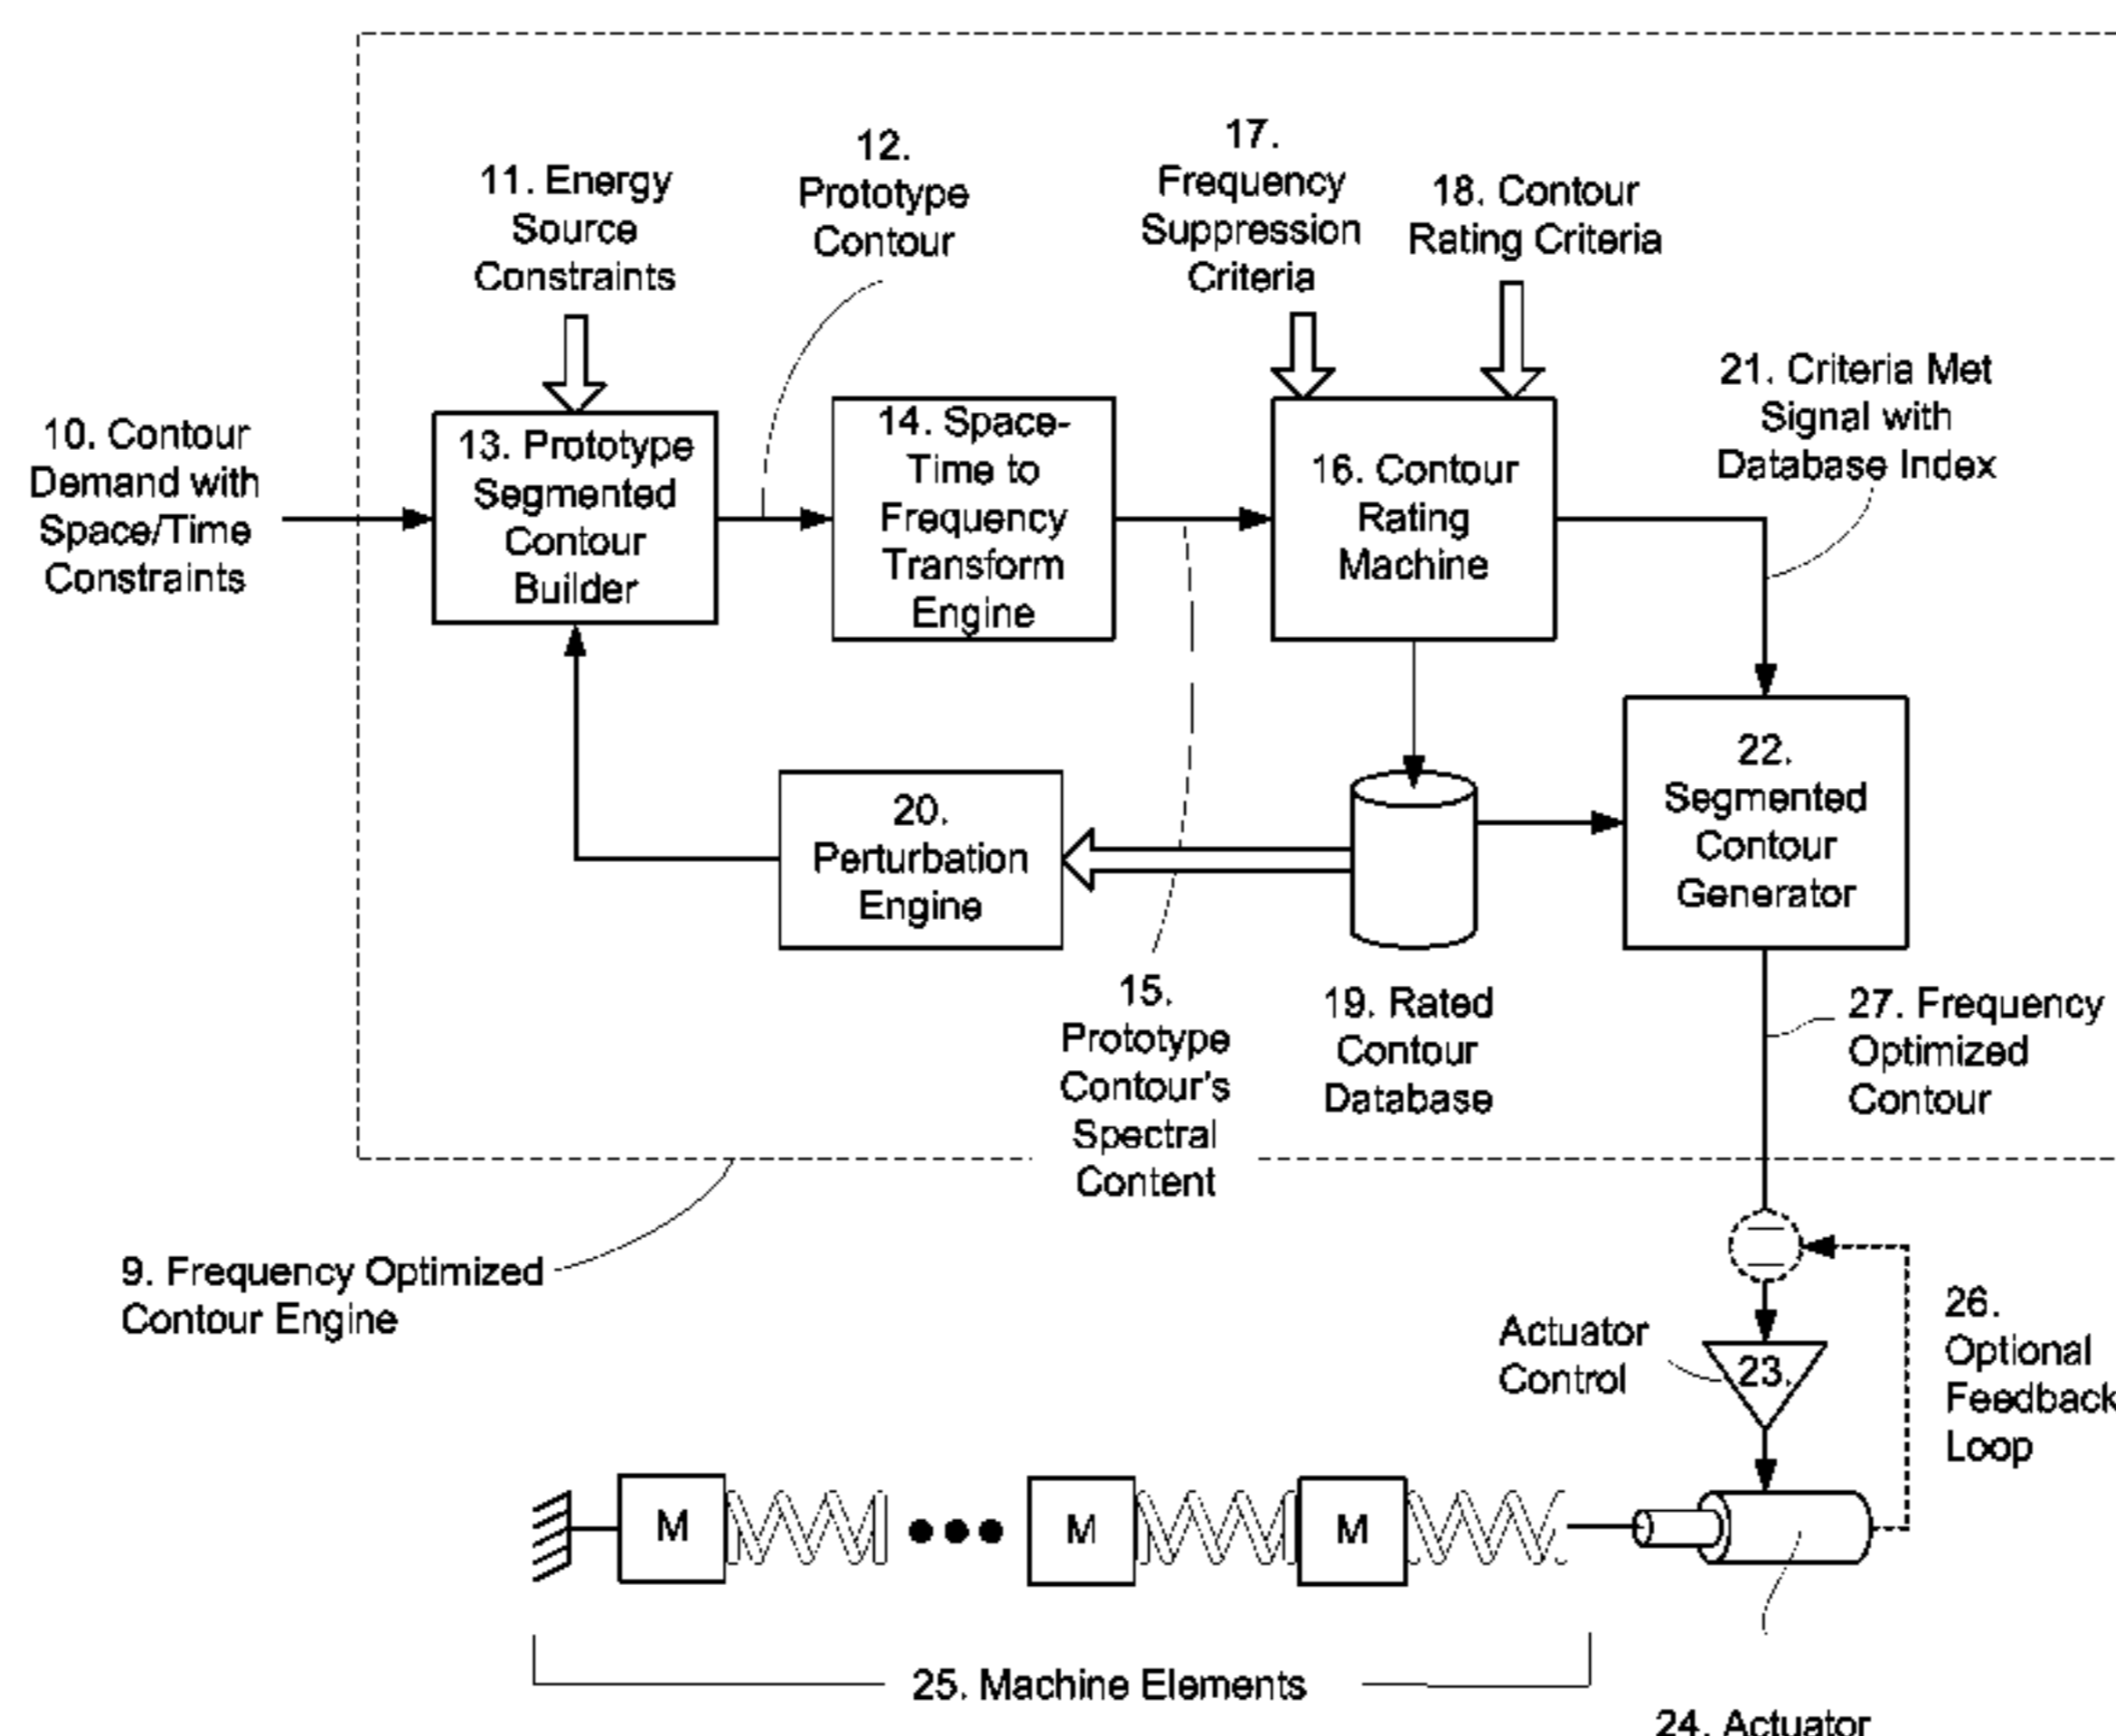 12.
Prototype
Contour
17.
Frequency
Suppression
Criteria
11. Energy
Source
Constraints
18. Contour
Rating Criteria
21. Criteria Met
Signal with
Database Index
10. Contour
Demand with
Space/Time
Constraints
13. Prototype
Segmented
Contour
Builder
14. Space-
Time to
Frequency
Transform
Engine
16. Contour
Rating
Machine
22.
Segmented
Contour
Generator
20.
Perturbation
Engine
15.
Prototype
Contour's
Spectral
Content
19. Rated
Contour
Database
27. Frequency
Optimized
Contour
9. Frequency Optimized
Contour Engine
Actuator
Control
23.
26.
Optional
Feedback
Loop
M
M
M
25. Machine Elements
24. Actuator